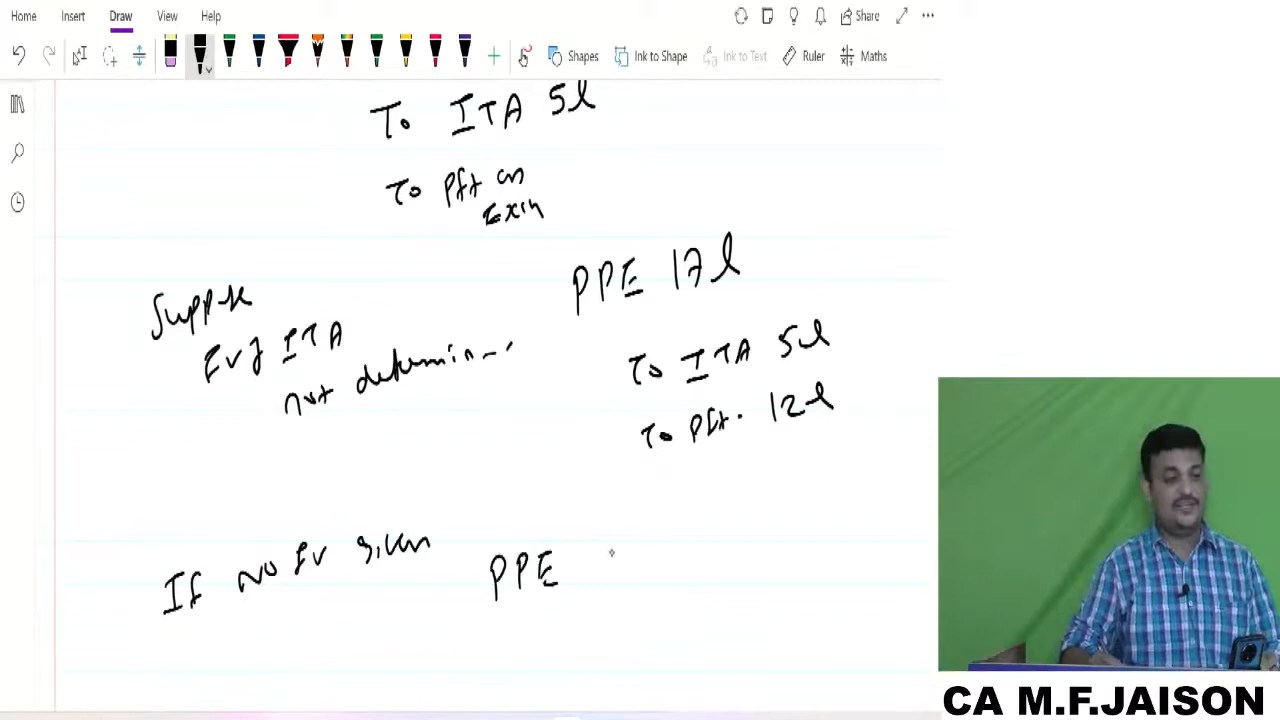 Home Insert Draw View Help
Share
Shapes Ink to Shape Ink to Text Ruler Maths
To ITA 5l
To Pft on
Exch
Suppose
FV of ITA
not determin
PPE 17l
To ITA 5l
To Pft. 12l
If no FV given PPE
CA M.F.JAISON